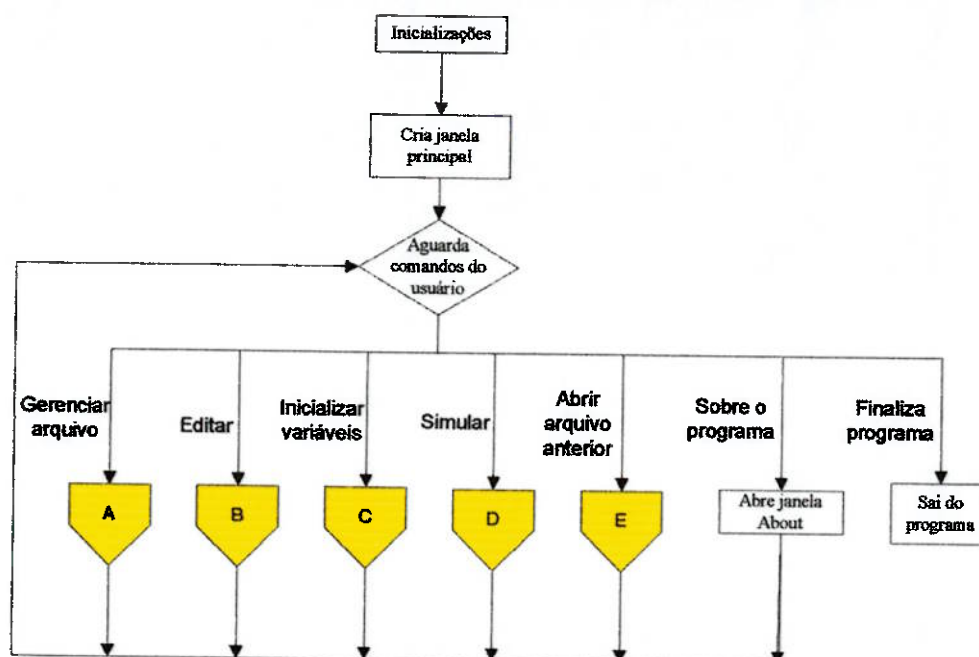 Inicializações
Cria janela
principal
Aguarda
comandos do
usuário
Gerenciar
arquivo
Editar
Inicializar
variáveis
Simular
Abrir
arquivo
anterior
Sobre o
programa
Finaliza
programa
A
B
C
D
E
Abre janela
About
Sai do
programa